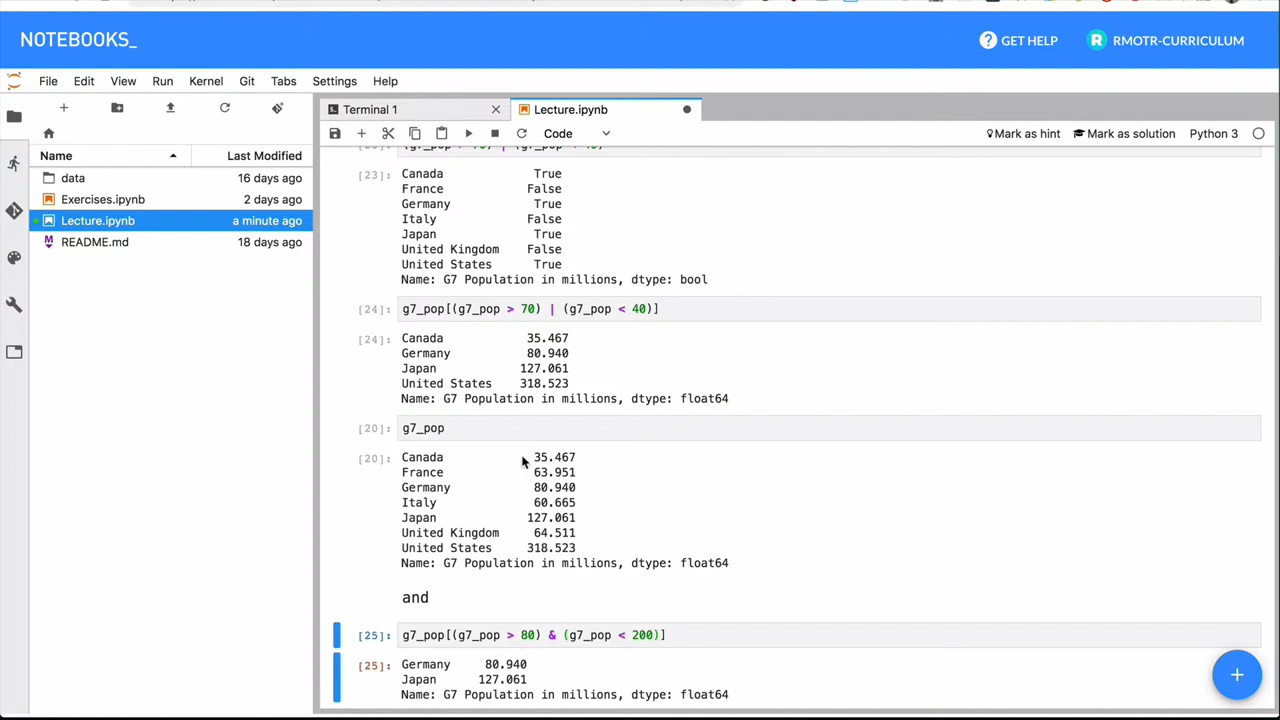 NOTEBOOKS_
GET HELP
R RMOTR-CURRICULUM
File Edit View Run Kernel Git Tabs Settings Help
Name Last Modified
data 16 days ago
Exercises.ipynb 2 days ago
Lecture.ipynb a minute ago
README.md 18 days ago
Terminal 1
Lecture.ipynb
Code
Mark as hint
Mark as solution
Python 3
[23]:
Canada True
France False
Germany True
Italy False
Japan True
United Kingdom False
United States True
Name: G7 Population in millions, dtype: bool
[24]: g7_pop[(g7_pop > 70) | (g7_pop < 40)]
[24]: Canada 35.467
Germany 80.940
Japan 127.061
United States 318.523
Name: G7 Population in millions, dtype: float64
[20]: g7_pop
[20]: Canada 35.467
France 63.951
Germany 80.940
Italy 60.665
Japan 127.061
United Kingdom 64.511
United States 318.523
Name: G7 Population in millions, dtype: float64
and
[25]: g7_pop[(g7_pop > 80) & (g7_pop < 200)]
[25]: Germany 80.940
Japan 127.061
Name: G7 Population in millions, dtype: float64